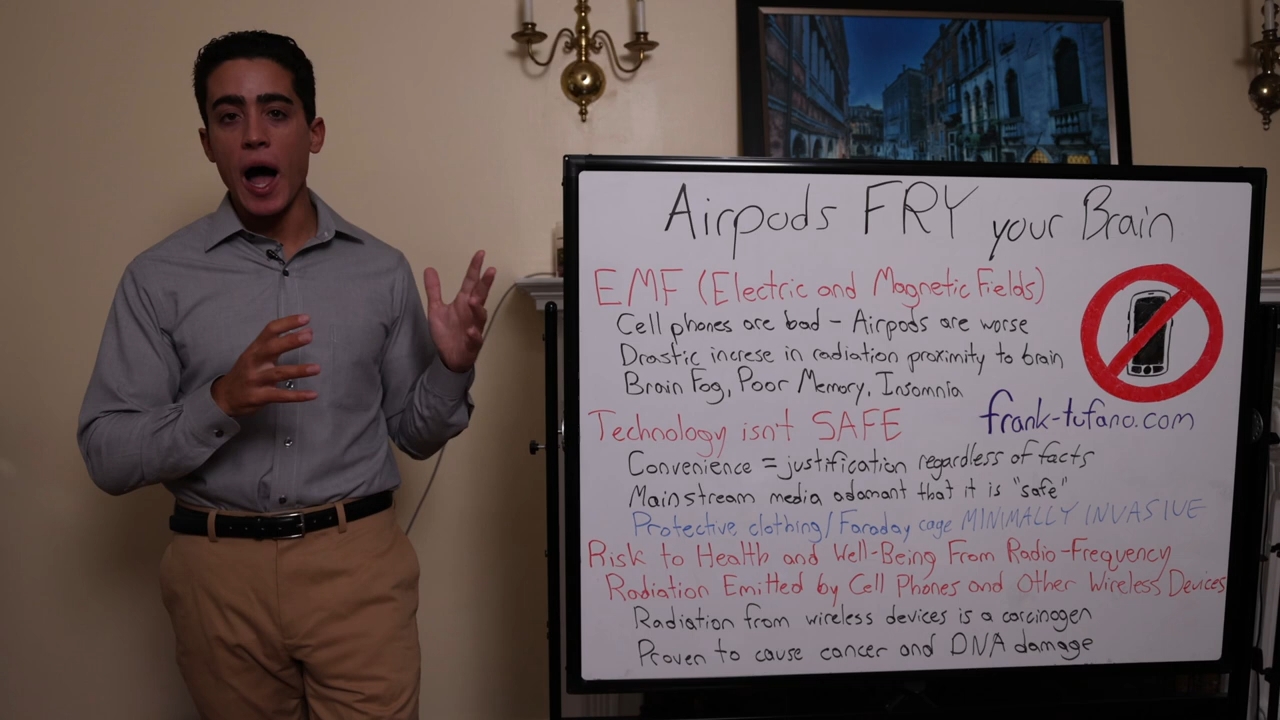 Airpods FRY your Brain
EMF (Electric and Magnetic Fields)
Cell phones are bad - Airpods are worse
Drastic increse in radiation proximity to brain
Brain Fog, Poor Memory, Insomnia
frank-tufano.com
Technology isn't SAFE
Convenience = justification regardless of facts
Mainstream media adamant that it is "safe"
Protective clothing/Faraday cage MINIMALLY INVASIVE
Risk to Health and Well-Being From Radio-Frequency
Radiation Emitted by Cell Phones and Other Wireless Devices
Radiation from wireless devices is a carcinogen
Proven to cause cancer and DNA damage